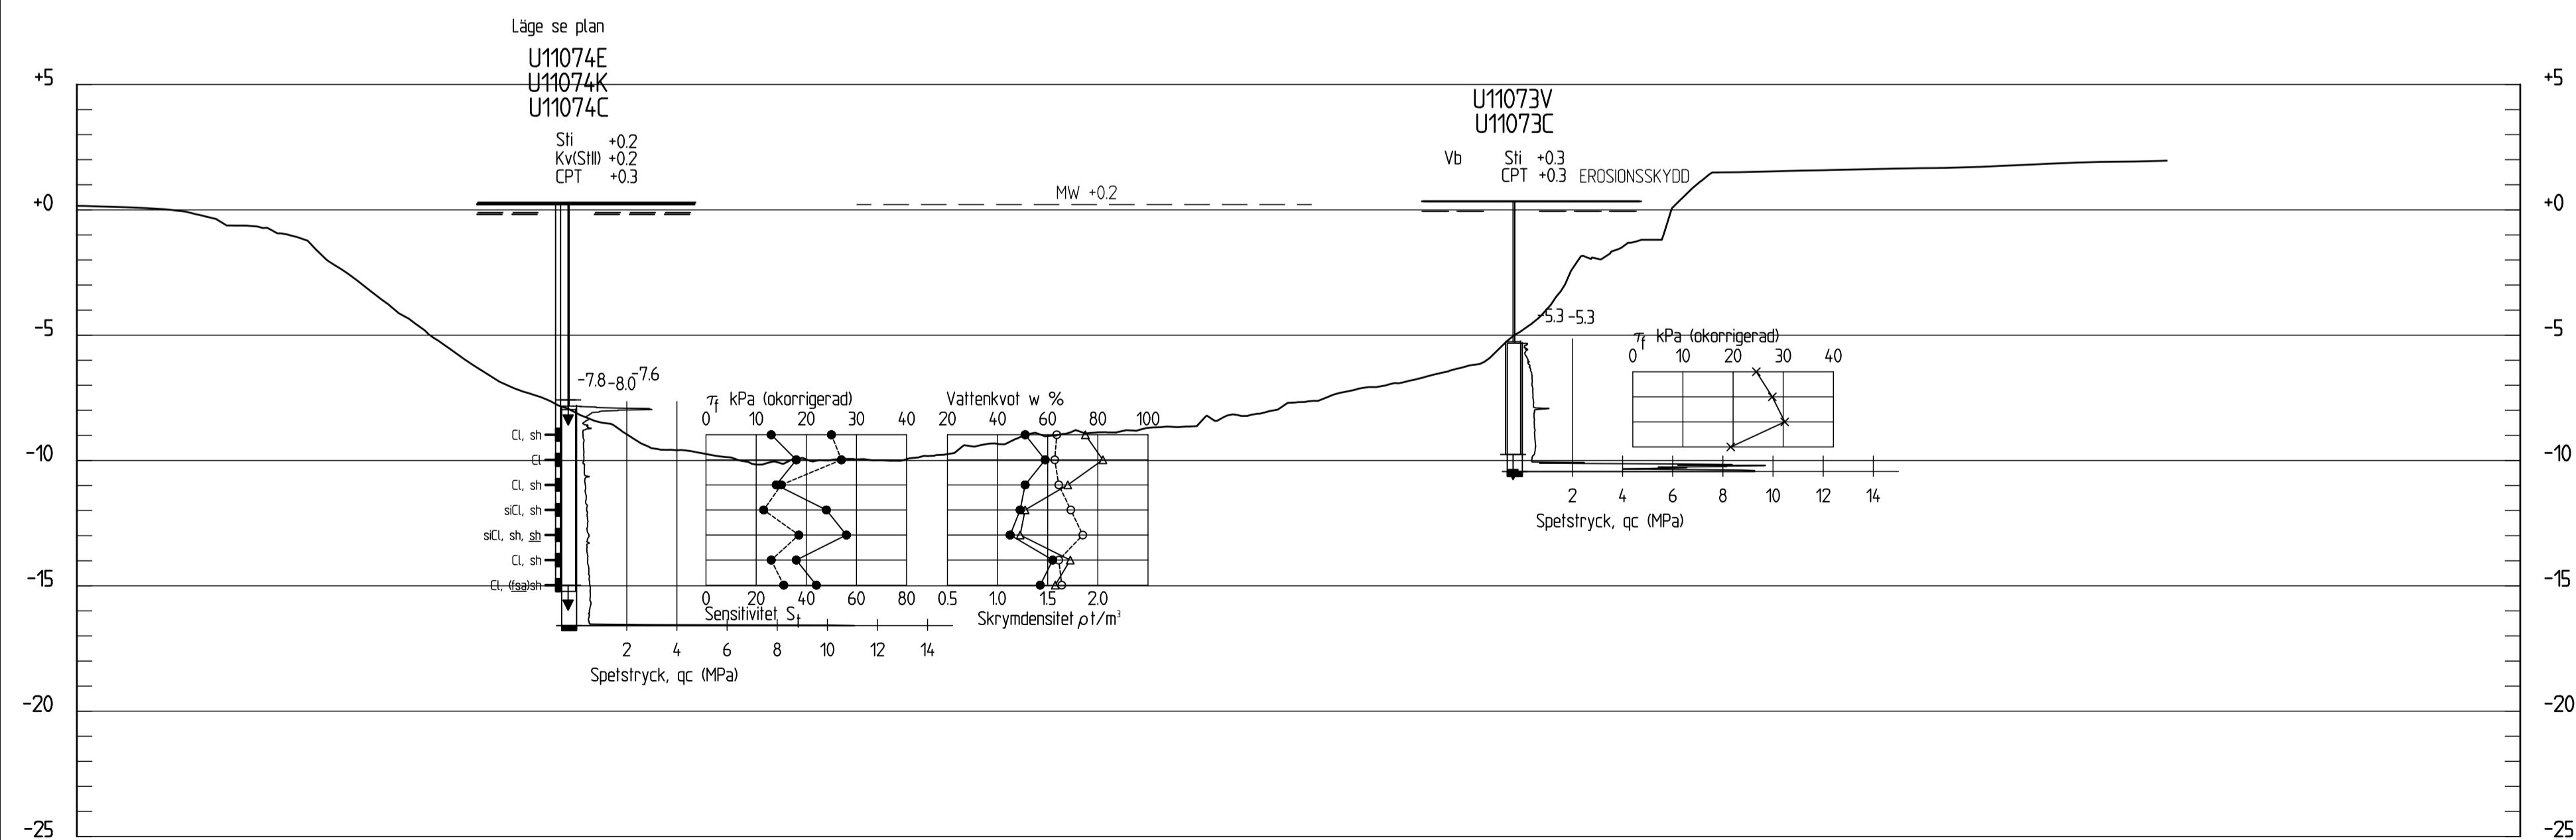 Läge se plan
U11074E
U11074K
U11074C
Sti +0.2
Kv(StII) +0.2
CPT +0.3
U11073V
U11073C
Vb Sti +0.3
CPT +0.3 EROSIONSSKYDD
MW +0.2
+5 +5
+0 +0
-5 -5
-10 -10
-15 -15
-20 -20
-25 -25
-7.8 -8.0 -7.6
Cl, sh
Cl
Cl, sh
siCl, sh
siCl, sh, sh
Cl, sh
Cl, (fsa)sh
τf kPa (okorrigerad)
0 10 20 30 40
0 20 40 60 80
Sensitivitet St
Vattenkvot w %
20 40 60 80 100
0.5 1.0 1.5 2.0
Skrymdensitet ρ t/m³
2 4 6 8 10 12 14
Spetstryck, qc (MPa)
-5.3 -5.3
τf kPa (okorrigerad)
0 10 20 30 40
2 4 6 8 10 12 14
Spetstryck, qc (MPa)